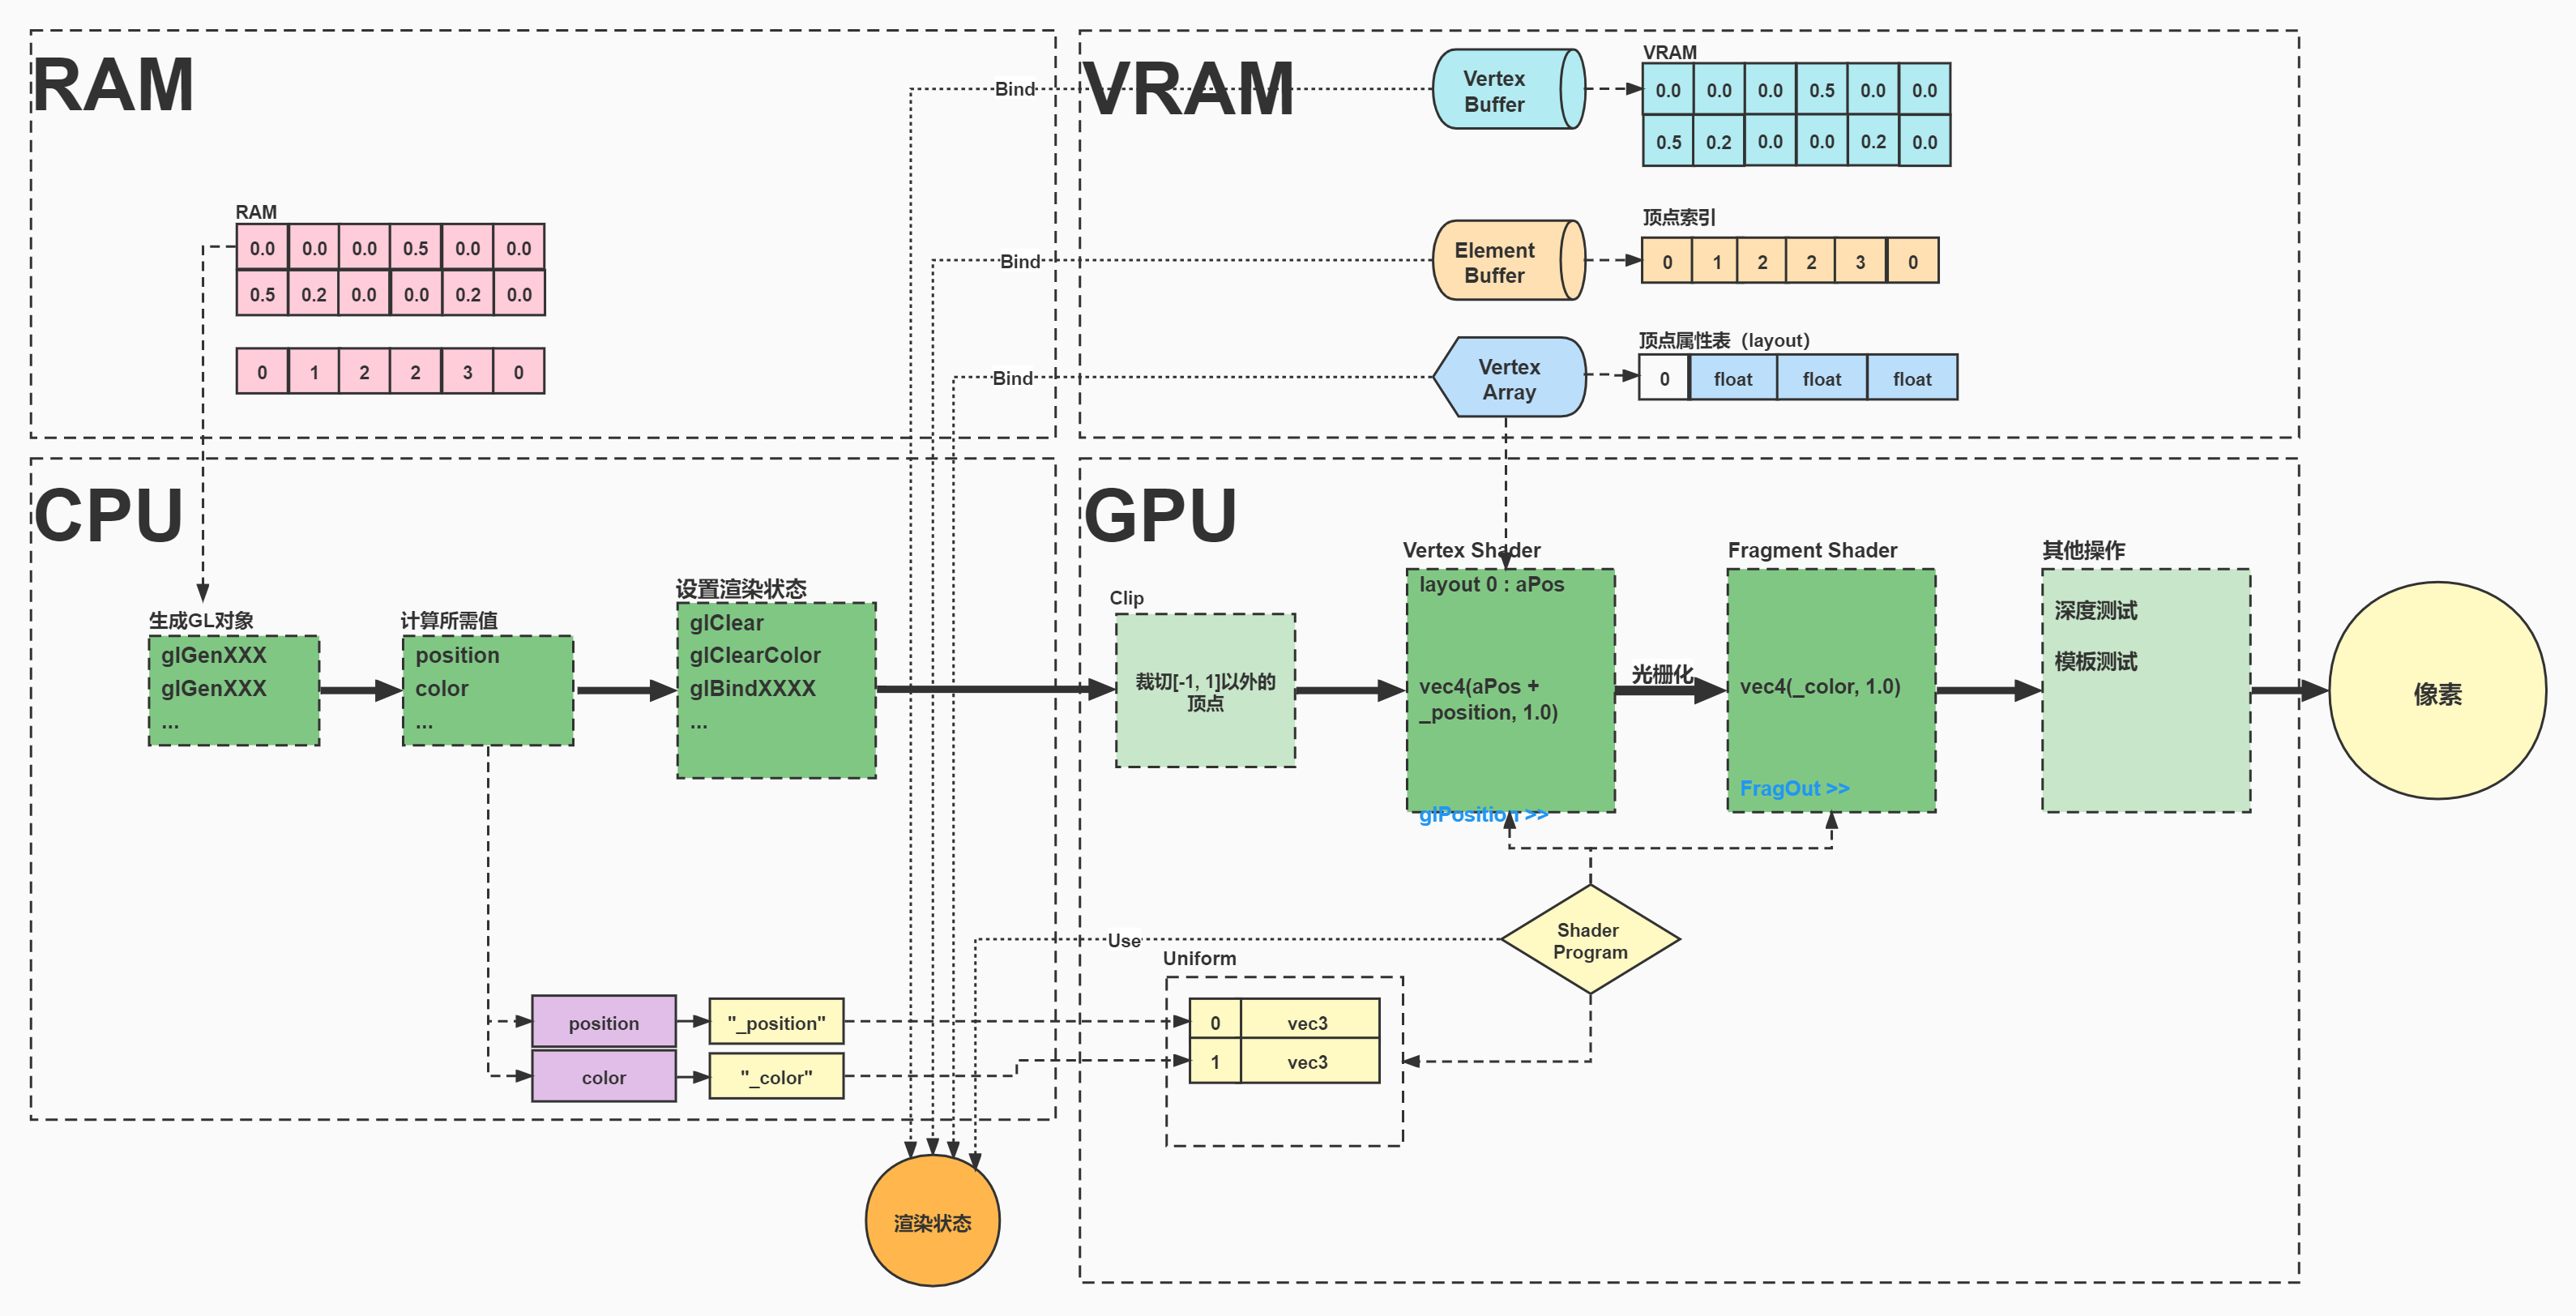 RAM
RAM
0.0 0.0 0.0 0.5 0.0 0.0
0.5 0.2 0.0 0.0 0.2 0.0
0 1 2 2 3 0
VRAM
Bind
Vertex
Buffer
VRAM
0.0 0.0 0.0 0.5 0.0 0.0
0.5 0.2 0.0 0.0 0.2 0.0
Bind
Element
Buffer
顶点索引
0 1 2 2 3 0
Bind
Vertex
Array
顶点属性表（layout）
0 float float float
CPU
生成GL对象
glGenXXX
glGenXXX
...
计算所需值
position
color
...
设置渲染状态
glClear
glClearColor
glBindXXXX
...
position
"_position"
color
"_color"
GPU
Clip
裁切[-1, 1]以外的
顶点
Vertex Shader
layout 0 : aPos
vec4(aPos +
_position, 1.0)
glPosition >>
光栅化
Fragment Shader
vec4(_color, 1.0)
FragOut >>
其他操作
深度测试
模板测试
像素
Shader
Program
Use
Uniform
0 vec3
1 vec3
渲染状态